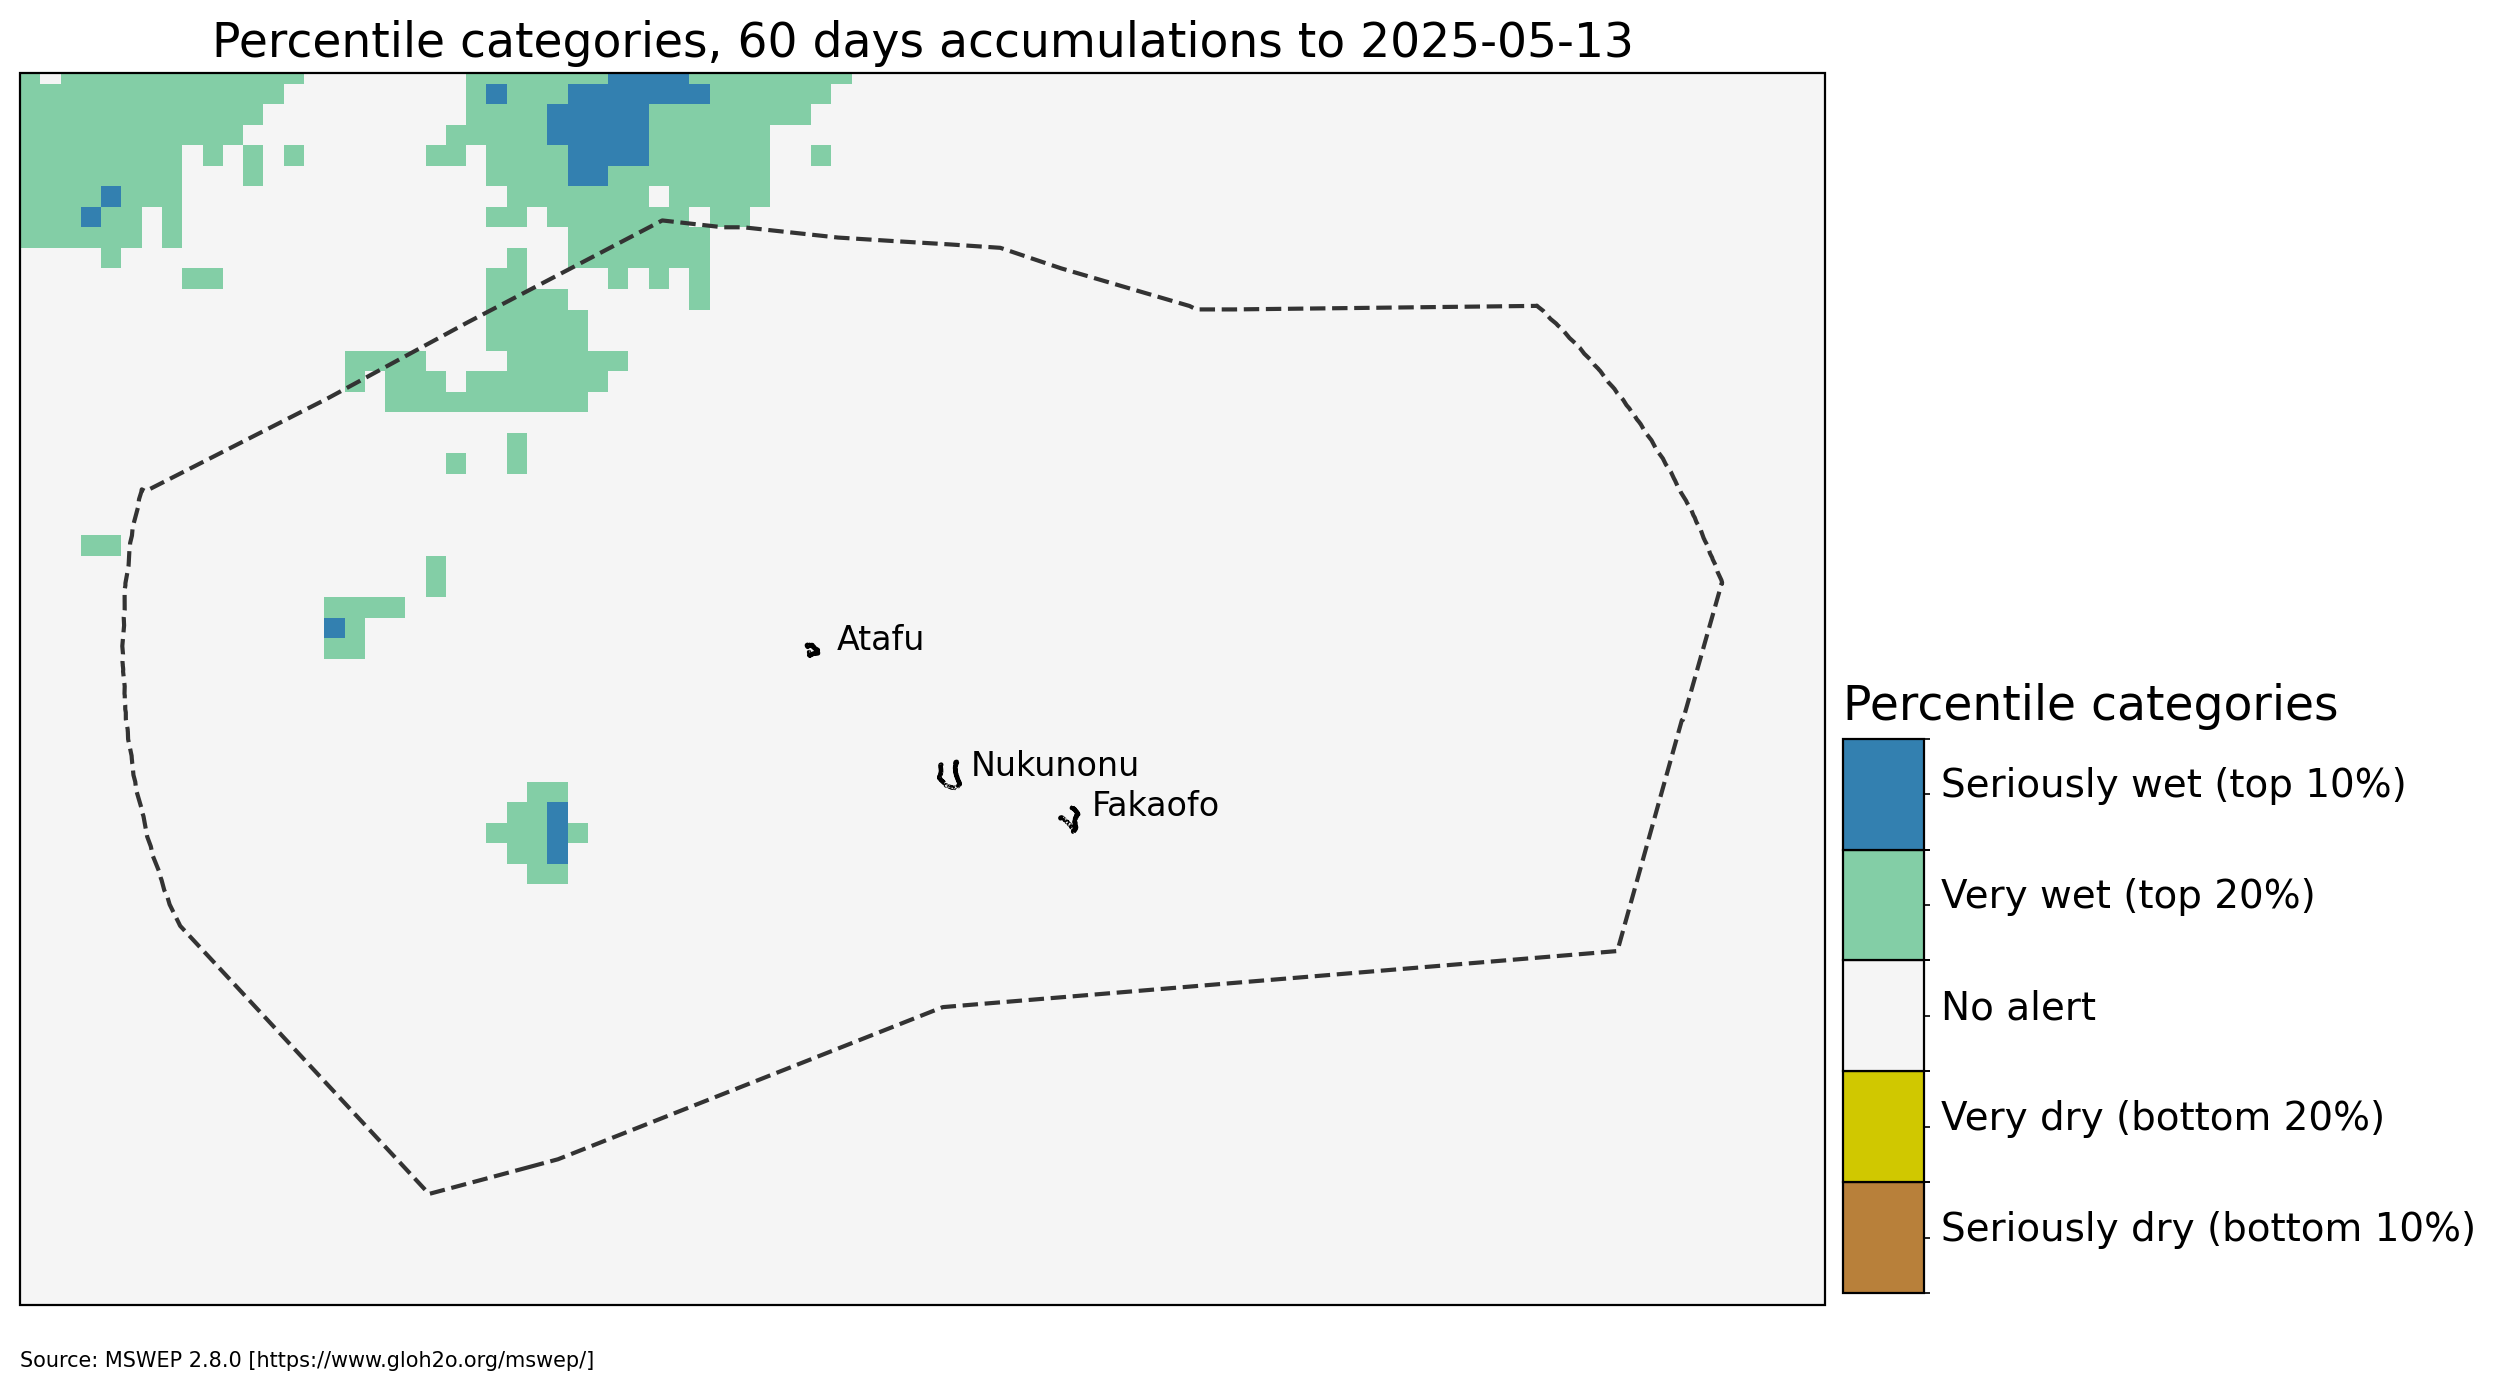 Percentile categories, 60 days accumulations to 2025-05-13
Atafu
Nukunonu
Fakaofo
Percentile categories
Seriously wet (top 10%)
Very wet (top 20%)
No alert
Very dry (bottom 20%)
Seriously dry (bottom 10%)
Source: MSWEP 2.8.0 [https://www.gloh2o.org/mswep/]